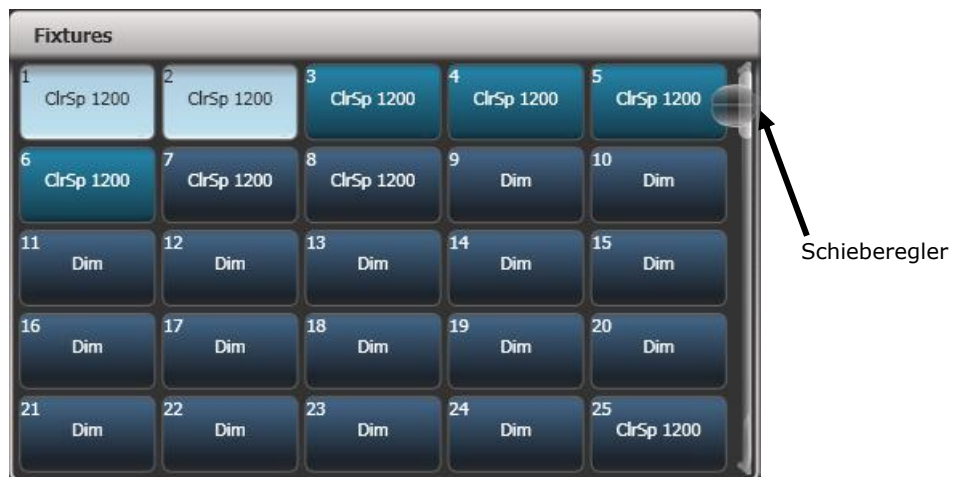 Fixtures
1 2 3 4 5
ClrSp 1200 ClrSp 1200 ClrSp 1200 ClrSp 1200 ClrSp 1200
6 7 8 9 10
ClrSp 1200 ClrSp 1200 ClrSp 1200 Dim Dim
Schieberegler
11 12 13 14 15
Dim Dim Dim Dim Dim
16 17 18 19 20
Dim Dim Dim Dim Dim
21 22 23 24 25
Dim Dim Dim Dim ClrSp 1200